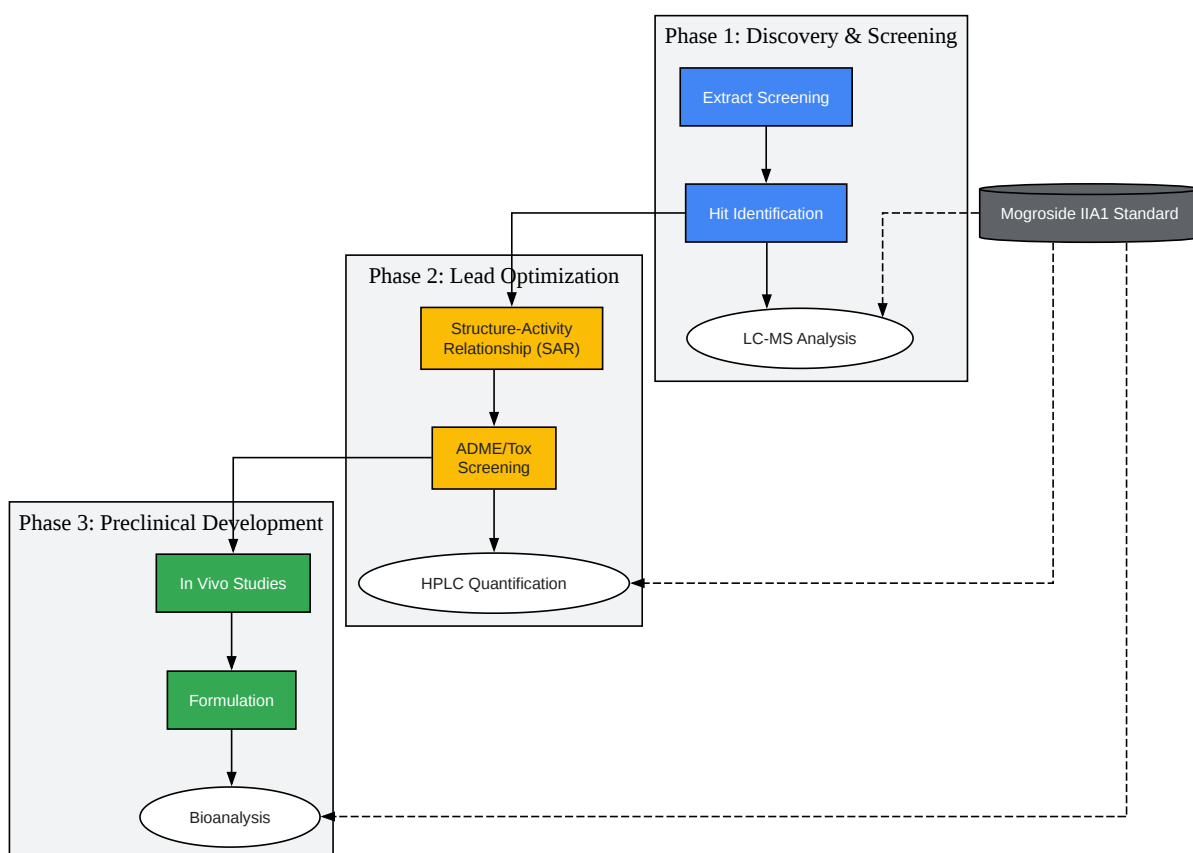 Phase 1: Discovery & Screening
Extract Screening
Hit Identification
Mogroside IIA1 Standard
LC-MS Analysis
Phase 2: Lead Optimization
Structure-Activity
Relationship (SAR)
ADME/Tox
Screening
HPLC Quantification
Phase 3: Preclinical Development
In Vivo Studies
Formulation
Bioanalysis